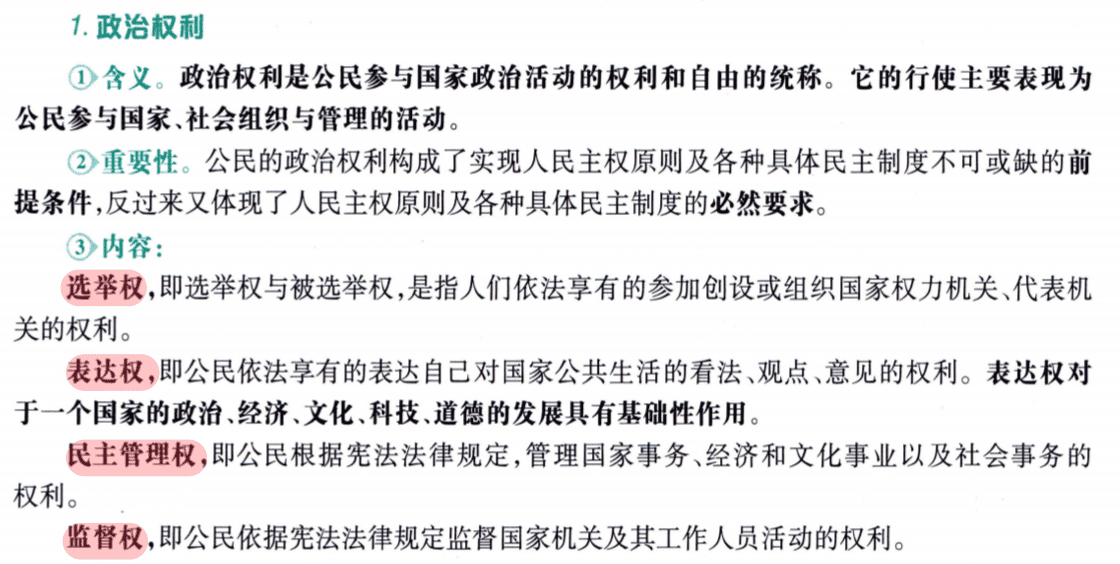 1. 政治权利
①含义。政治权利是公民参与国家政治活动的权利和自由的统称。它的行使主要表现为
公民参与国家、社会组织与管理的活动。
②重要性。公民的政治权利构成了实现人民主权原则及各种具体民主制度不可或缺的前
提条件,反过来又体现了人民主权原则及各种具体民主制度的必然要求。
③内容:
选举权,即选举权与被选举权,是指人们依法享有的参加创设或组织国家权力机关、代表机
关的权利。
表达权,即公民依法享有的表达自己对国家公共生活的看法、观点、意见的权利。表达权对
于一个国家的政治、经济、文化、科技、道德的发展具有基础性作用。
民主管理权,即公民根据宪法法律规定,管理国家事务、经济和文化事业以及社会事务的
权利。
监督权,即公民依据宪法法律规定监督国家机关及其工作人员活动的权利。